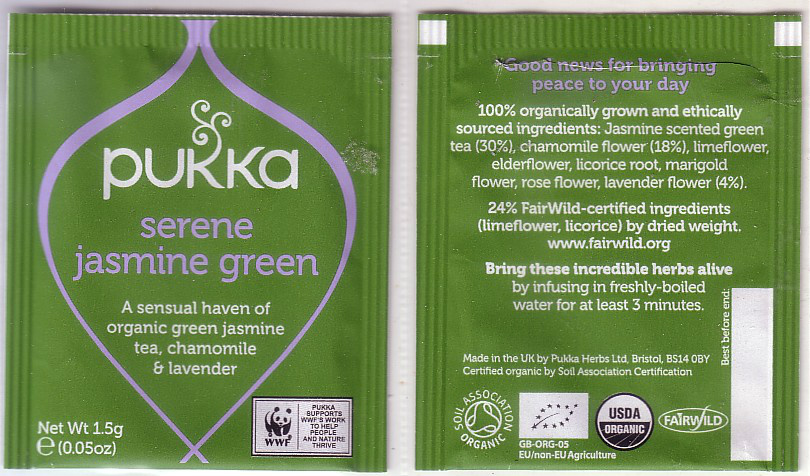 pukka
serene
jasmine green
A sensual haven of
organic green jasmine
tea, chamomile
& lavender
Net Wt 1.5g
e (0.05oz)
WWF
PUKKA
SUPPORTS
WWF'S WORK
TO HELP
PEOPLE
AND NATURE
THRIVE
Good news for bringing
peace to your day
100% organically grown and ethically
sourced ingredients: Jasmine scented green
tea (30%), chamomile flower (18%), limeflower,
elderflower, licorice root, marigold
flower, rose flower, lavender flower (4%).
24% FairWild-certified ingredients
(limeflower, licorice) by dried weight.
www.fairwild.org
Bring these incredible herbs alive
by infusing in freshly-boiled
water for at least 3 minutes.
Best before end:
Made in the UK by Pukka Herbs Ltd, Bristol, BS14 0BY
Certified organic by Soil Association Certification
SOIL ASSOCIATION
ORGANIC
GB-ORG-05
EU/non-EU Agriculture
USDA
ORGANIC
FAIRWILD